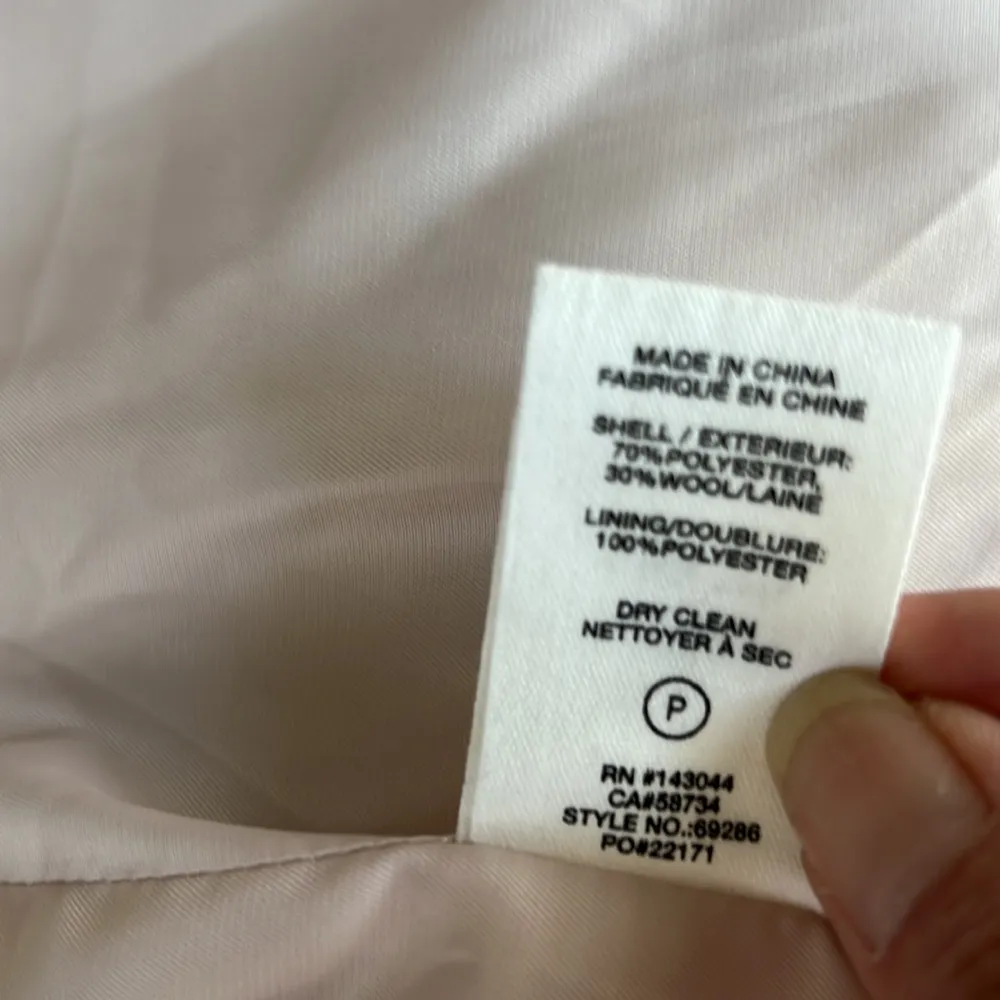 MADE IN CHINA
FABRIQUÉ EN CHINE
SHELL / EXTERIEUR:
70%POLYESTER,
30%WOOL/LAINE
LINING/DOUBLURE:
100%POLYESTER
DRY CLEAN
NETTOYER À SEC
P
RN #143044
CA#58734
STYLE NO.:69286
PO#22171